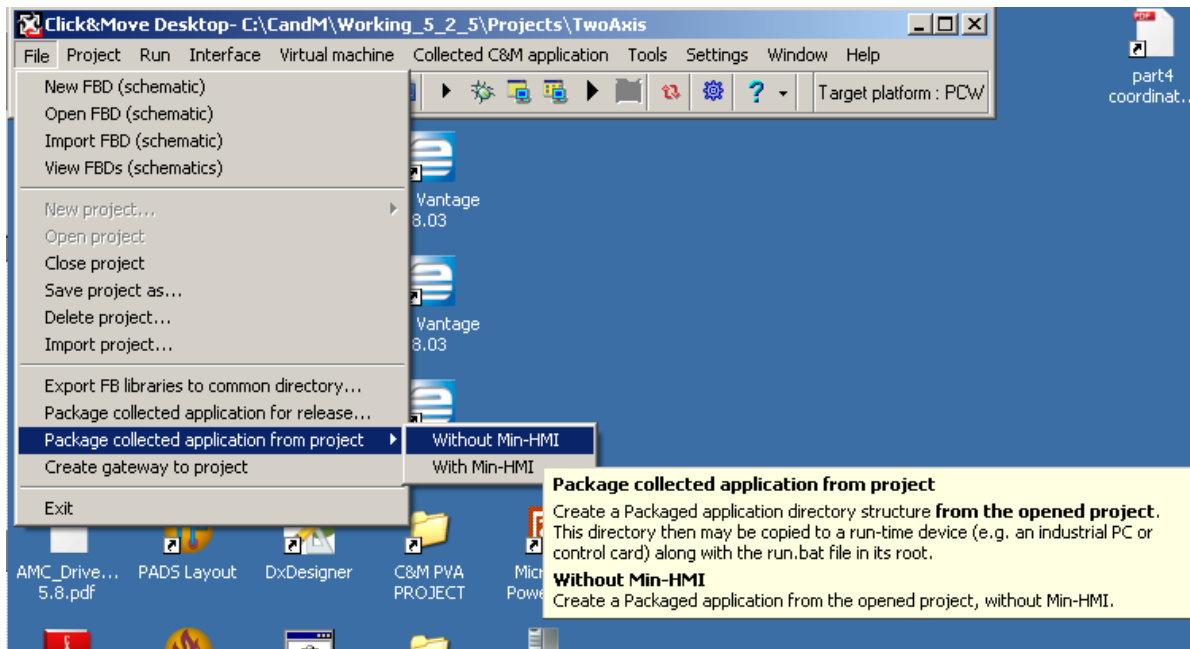 Click&Move Desktop- C:\CandM\Working_5_2_5\Projects\TwoAxis
File Project Run Interface Virtual machine Collected C&M application Tools Settings Window Help
Target platform : PCW
New FBD (schematic)
Open FBD (schematic)
Import FBD (schematic)
View FBDs (schematics)
New project...
Open project
Close project
Save project as...
Delete project...
Import project...
Export FB libraries to common directory...
Package collected application for release...
Package collected application from project
Create gateway to project
Exit
Without Min-HMI
With Min-HMI
Package collected application from project
Create a Packaged application directory structure from the opened project.
This directory then may be copied to a run-time device (e.g. an industrial PC or
control card) along with the run.bat file in its root.
Without Min-HMI
Create a Packaged application from the opened project, without Min-HMI.
part4
coordinat..
Vantage
8.03
Vantage
8.03
AMC_Drive...
5.8.pdf
PADS Layout
DxDesigner
C&M PVA
PROJECT